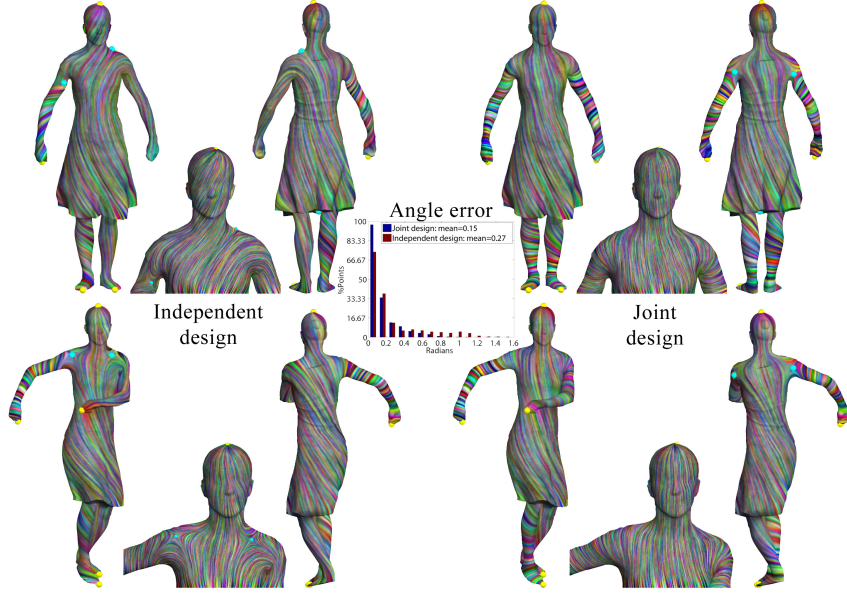 Angle error
Joint design: mean=0.15
Independent design: mean=0.27
100
83.33
66.67
50
33.33
16.67
0
%Points
0 0.2 0.4 0.6 0.8 1 1.2 1.4 1.6
Radians
Independent
design
Joint
design